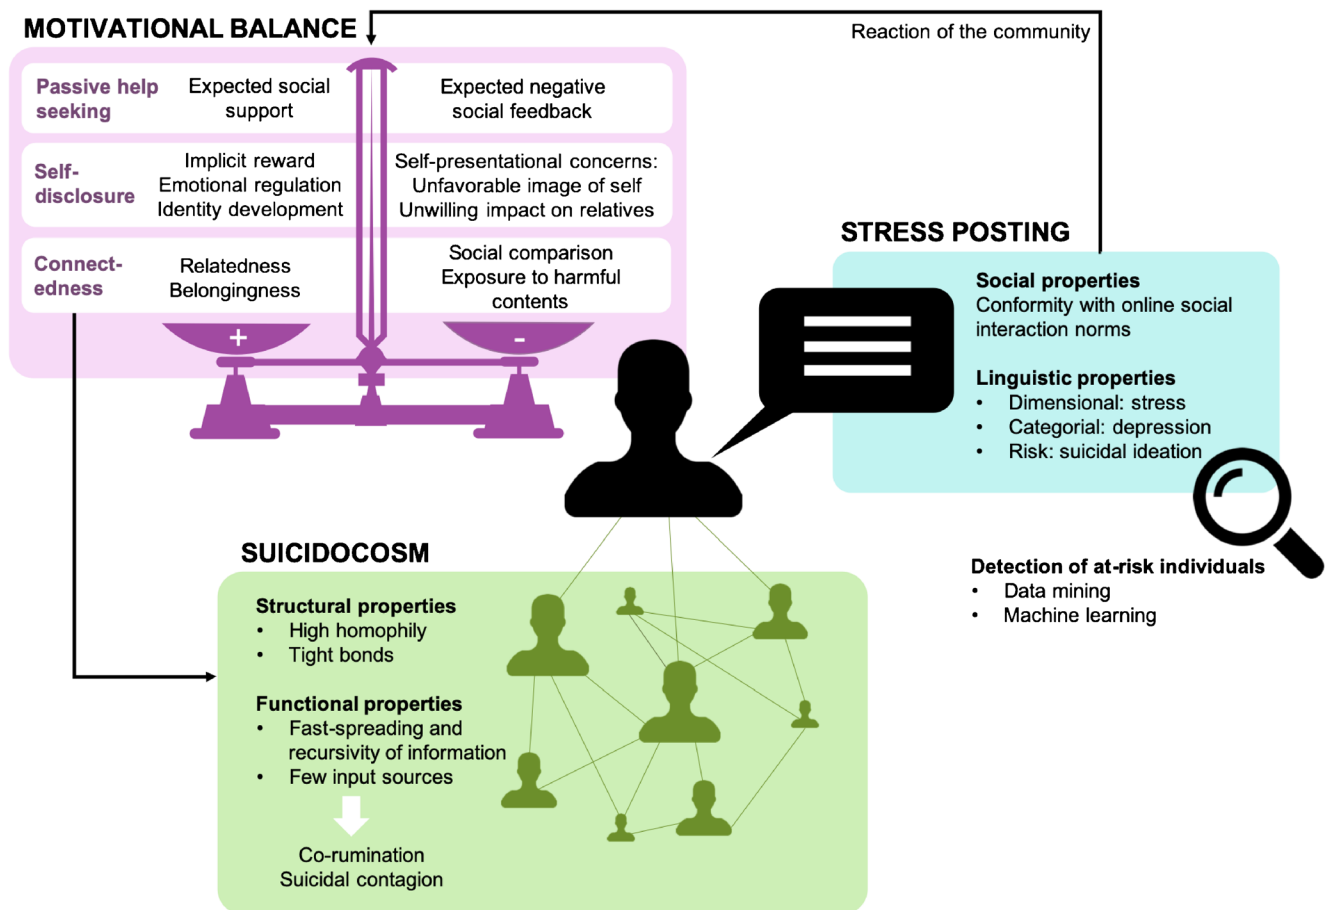 MOTIVATIONAL BALANCE
Reaction of the community
Passive help
seeking
Expected social
support
Expected negative
social feedback
Self-
disclosure
Implicit reward
Emotional regulation
Identity development
Self-presentational concerns:
Unfavorable image of self
Unwilling impact on relatives
Connect-
edness
Relatedness
Belongingness
Social comparison
Exposure to harmful
contents
+
-
STRESS POSTING
Social properties
Conformity with online social
interaction norms
Linguistic properties
• Dimensional: stress
• Categorial: depression
• Risk: suicidal ideation
Detection of at-risk individuals
• Data mining
• Machine learning
SUICIDOCOSM
Structural properties
• High homophily
• Tight bonds
Functional properties
• Fast-spreading and
recursivity of information
• Few input sources
Co-rumination
Suicidal contagion